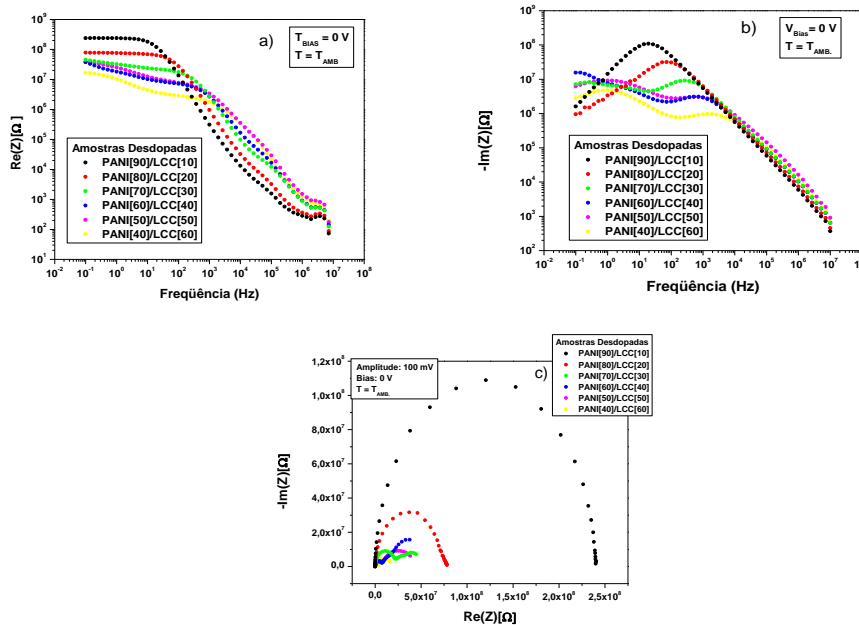 a)
T_BIAS = 0 V
T = T_AMB
Re(Z)[Ω]
10^9
10^8
10^7
10^6
10^5
10^4
10^3
10^2
10^1
Amostras Desdopadas
PANI[90]/LCC[10]
PANI[80]/LCC[20]
PANI[70]/LCC[30]
PANI[60]/LCC[40]
PANI[50]/LCC[50]
PANI[40]/LCC[60]
10^-2 10^-1 10^0 10^1 10^2 10^3 10^4 10^5 10^6 10^7 10^8
Freqüência (Hz)
b)
V_Bias = 0 V
T = T_AMB.
-Im(Z)[Ω]
10^9
10^8
10^7
10^6
10^5
10^4
10^3
10^2
Amostras Desdopadas
PANI[90]/LCC[10]
PANI[80]/LCC[20]
PANI[70]/LCC[30]
PANI[60]/LCC[40]
PANI[50]/LCC[50]
PANI[40]/LCC[60]
10^-2 10^-1 10^0 10^1 10^2 10^3 10^4 10^5 10^6 10^7
Freqüência (Hz)
c)
Amplitude: 100 mV
Bias: 0 V
T = T_AMB.
Amostras Desdopadas
PANI[90]/LCC[10]
PANI[80]/LCC[20]
PANI[70]/LCC[30]
PANI[60]/LCC[40]
PANI[50]/LCC[50]
PANI[40]/LCC[60]
-Im(Z)[Ω]
1,2x10^8
1,0x10^8
8,0x10^7
6,0x10^7
4,0x10^7
2,0x10^7
0,0
0,0 5,0x10^7 1,0x10^8 1,5x10^8 2,0x10^8 2,5x10^8
Re(Z)[Ω]